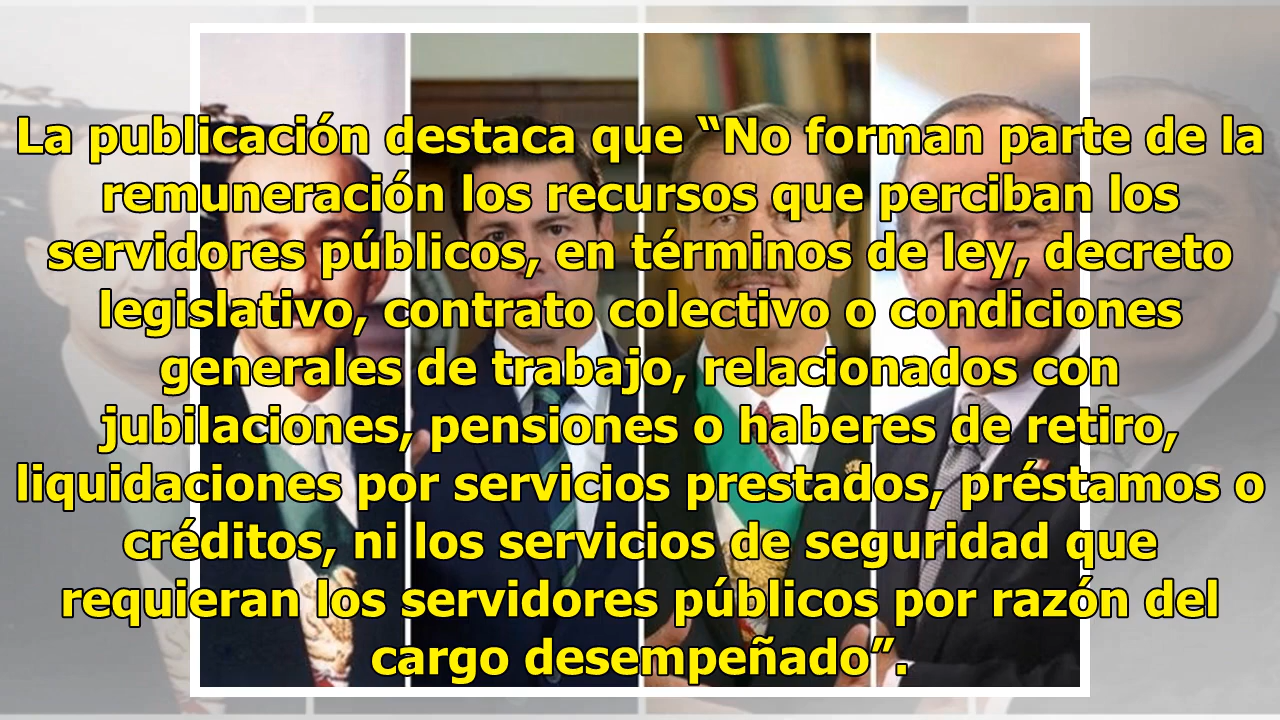 La publicación destaca que “No forman parte de la
remuneración los recursos que perciban los
servidores públicos, en términos de ley, decreto
legislativo, contrato colectivo o condiciones
generales de trabajo, relacionados con
jubilaciones, pensiones o haberes de retiro,
liquidaciones por servicios prestados, préstamos o
créditos, ni los servicios de seguridad que
requieran los servidores públicos por razón del
cargo desempeñado”.